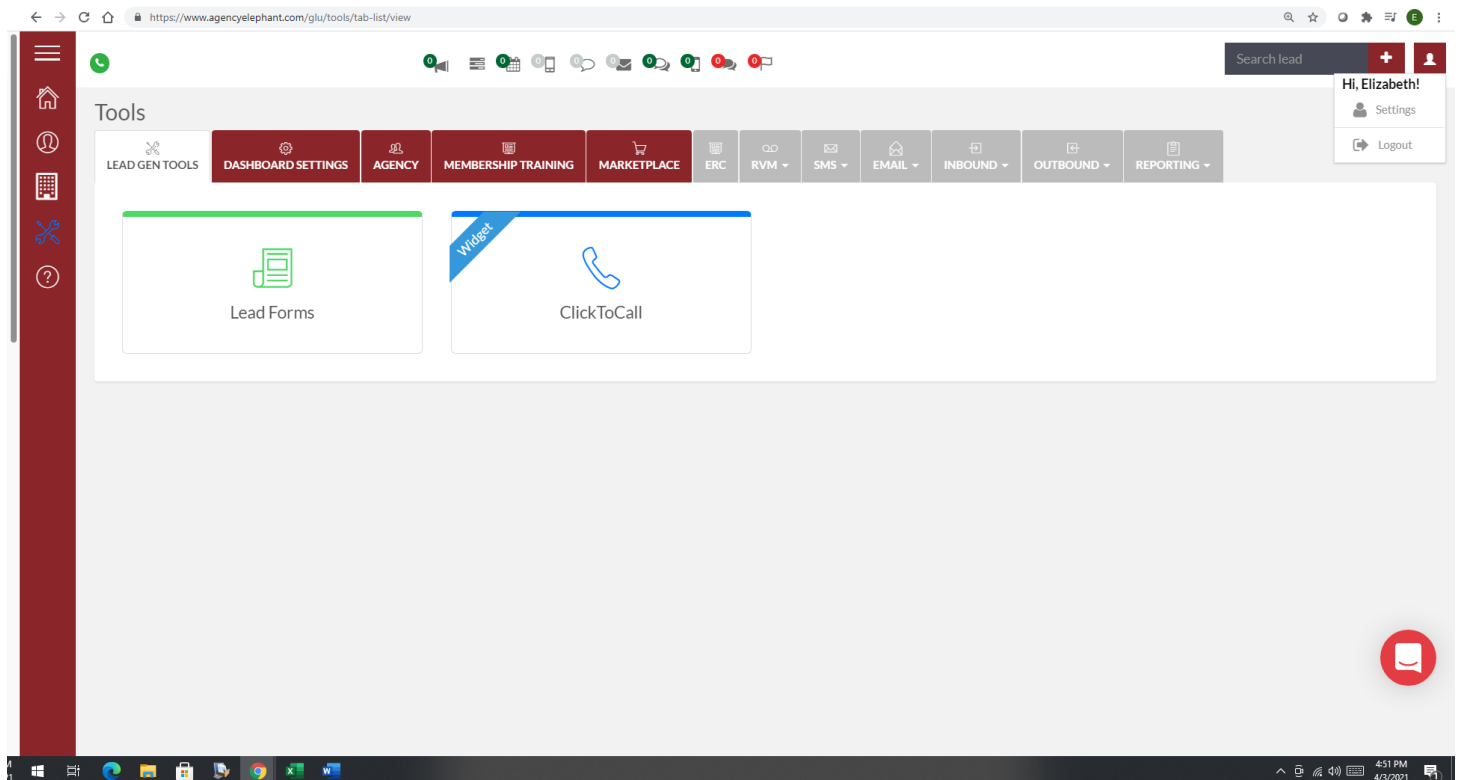 https://www.agencyelephant.com/glu/tools/tab-list/view
E
0 0 0 0 0 0 0 0 0
Search lead
Hi, Elizabeth!
Settings
Logout
Tools
LEAD GEN TOOLS DASHBOARD SETTINGS AGENCY MEMBERSHIP TRAINING MARKETPLACE ERC RVM SMS EMAIL INBOUND OUTBOUND REPORTING
Widget
Lead Forms ClickToCall
4:51 PM
4/3/2021